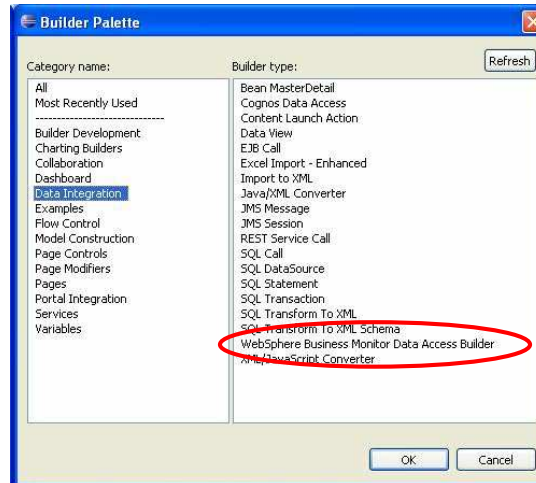 Builder Palette
Category name:
All
Most Recently Used
------------------------------
Builder Development
Charting Builders
Collaboration
Dashboard
Data Integration
Examples
Flow Control
Model Construction
Page Controls
Page Modifiers
Pages
Portal Integration
Services
Variables
Builder type:
Refresh
Bean MasterDetail
Cognos Data Access
Content Launch Action
Data View
EJB Call
Excel Import - Enhanced
Import to XML
Java/XML Converter
JMS Message
JMS Session
REST Service Call
SQL Call
SQL DataSource
SQL Statement
SQL Transaction
SQL Transform To XML
SQL Transform To XML Schema
WebSphere Business Monitor Data Access Builder
XML/JavaScript Converter
OK
Cancel